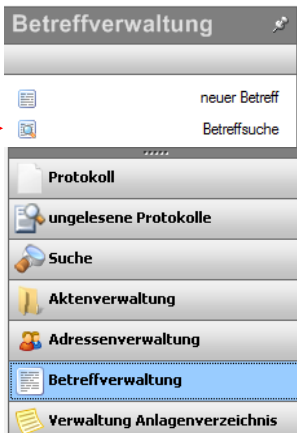 Betreffverwaltung
neuer Betreff
Betreffsuche
Protokoll
ungelesene Protokolle
Suche
Aktenverwaltung
Adressenverwaltung
Betreffverwaltung
Verwaltung Anlagenverzeichnis